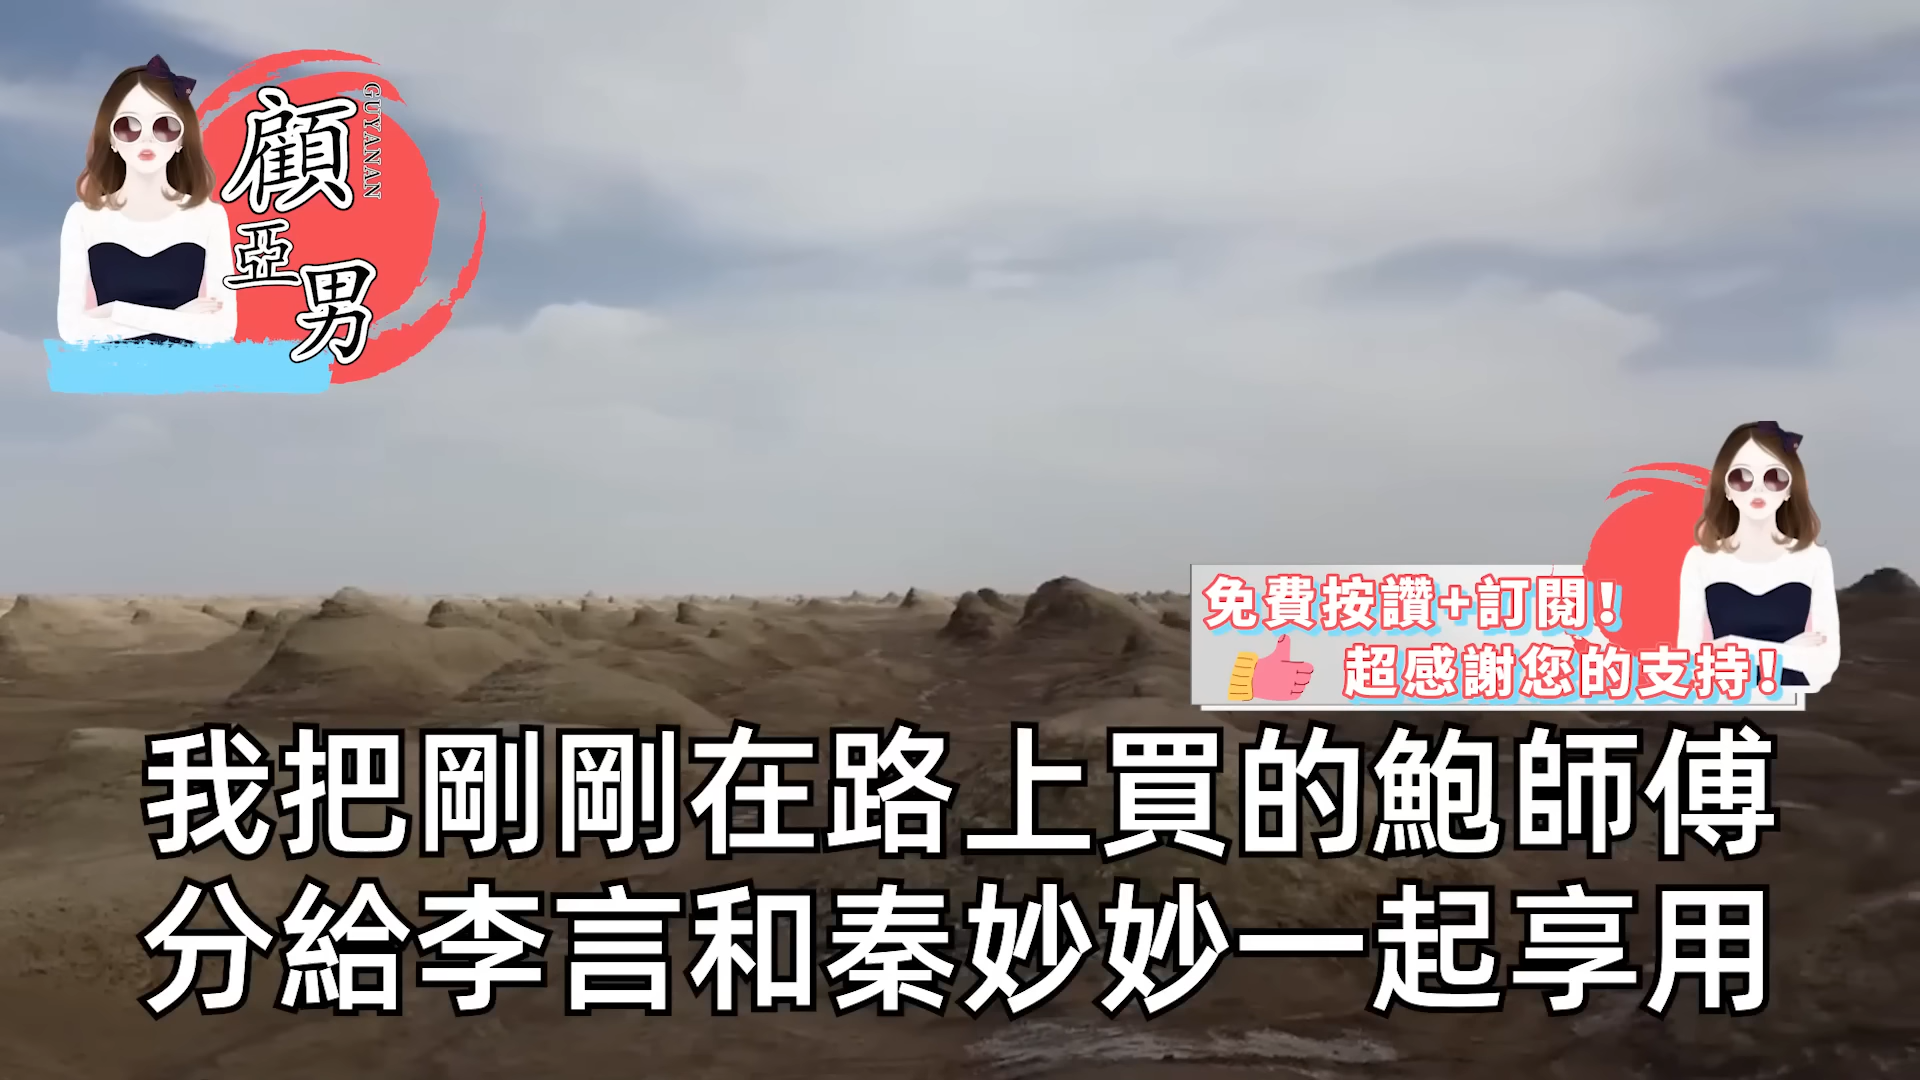 顧亞男
GUYANAN
免費按讚+訂閱!
超感謝您的支持!
我把剛剛在路上買的鮑師傅
分給李言和秦妙妙一起享用